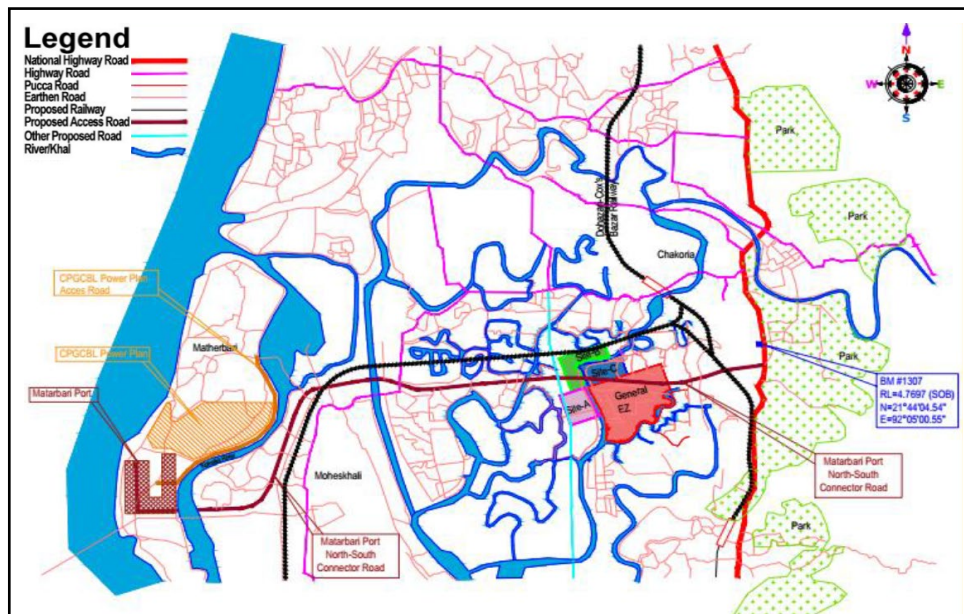 Legend
National Highway Road
Highway Road
Pucca Road
Earthen Road
Proposed Railway
Proposed Access Road
Other Proposed Road
River/Khal
N
W
E
S
Park
Park
Dohazari-Cox's
Bazar Railway
Chakoria
CPGCBL Power Plan
Acces Road
Matherbari
CPGCBL Power Plan
Matarbari Port
Site-B
Site-C
Site-A
General
EZ
Park
BM #1307
RL=4.7697 (SOB)
N=21°44'04.54"
E=92°05'00.55"
Moheskhali
Matarbari Port
North-South
Connector Road
Matarbari Port
North-South
Connector Road
Park